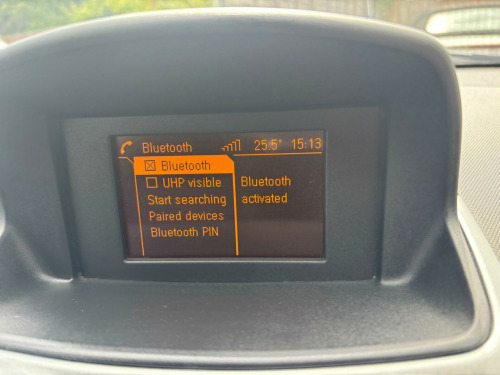 Bluetooth 25.5° 15:13
Bluetooth
UHP visible
Start searching
Paired devices
Bluetooth PIN
Bluetooth
activated